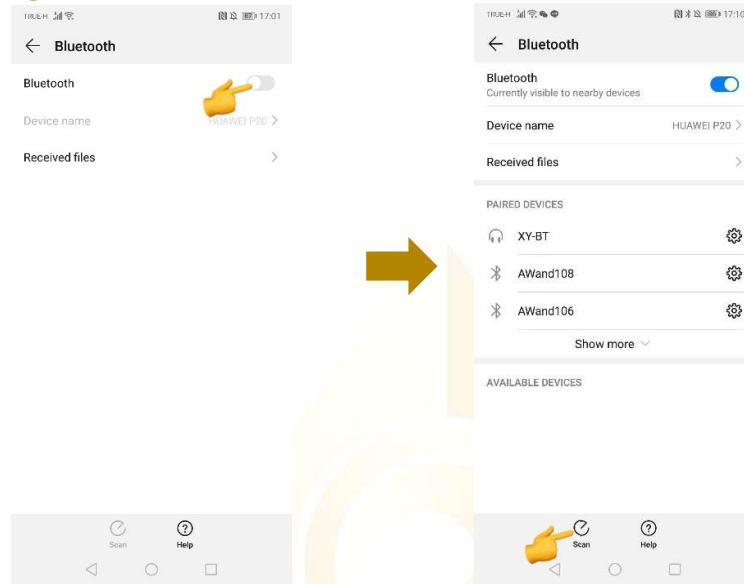 TRUE-H 17:01
Bluetooth
Bluetooth
Device name HUAWEI P20
Received files
Scan Help
TRUE-H 17:10
Bluetooth
Bluetooth
Currently visible to nearby devices
Device name HUAWEI P20
Received files
PAIRED DEVICES
XY-BT
AWand108
AWand106
Show more
AVAILABLE DEVICES
Scan Help